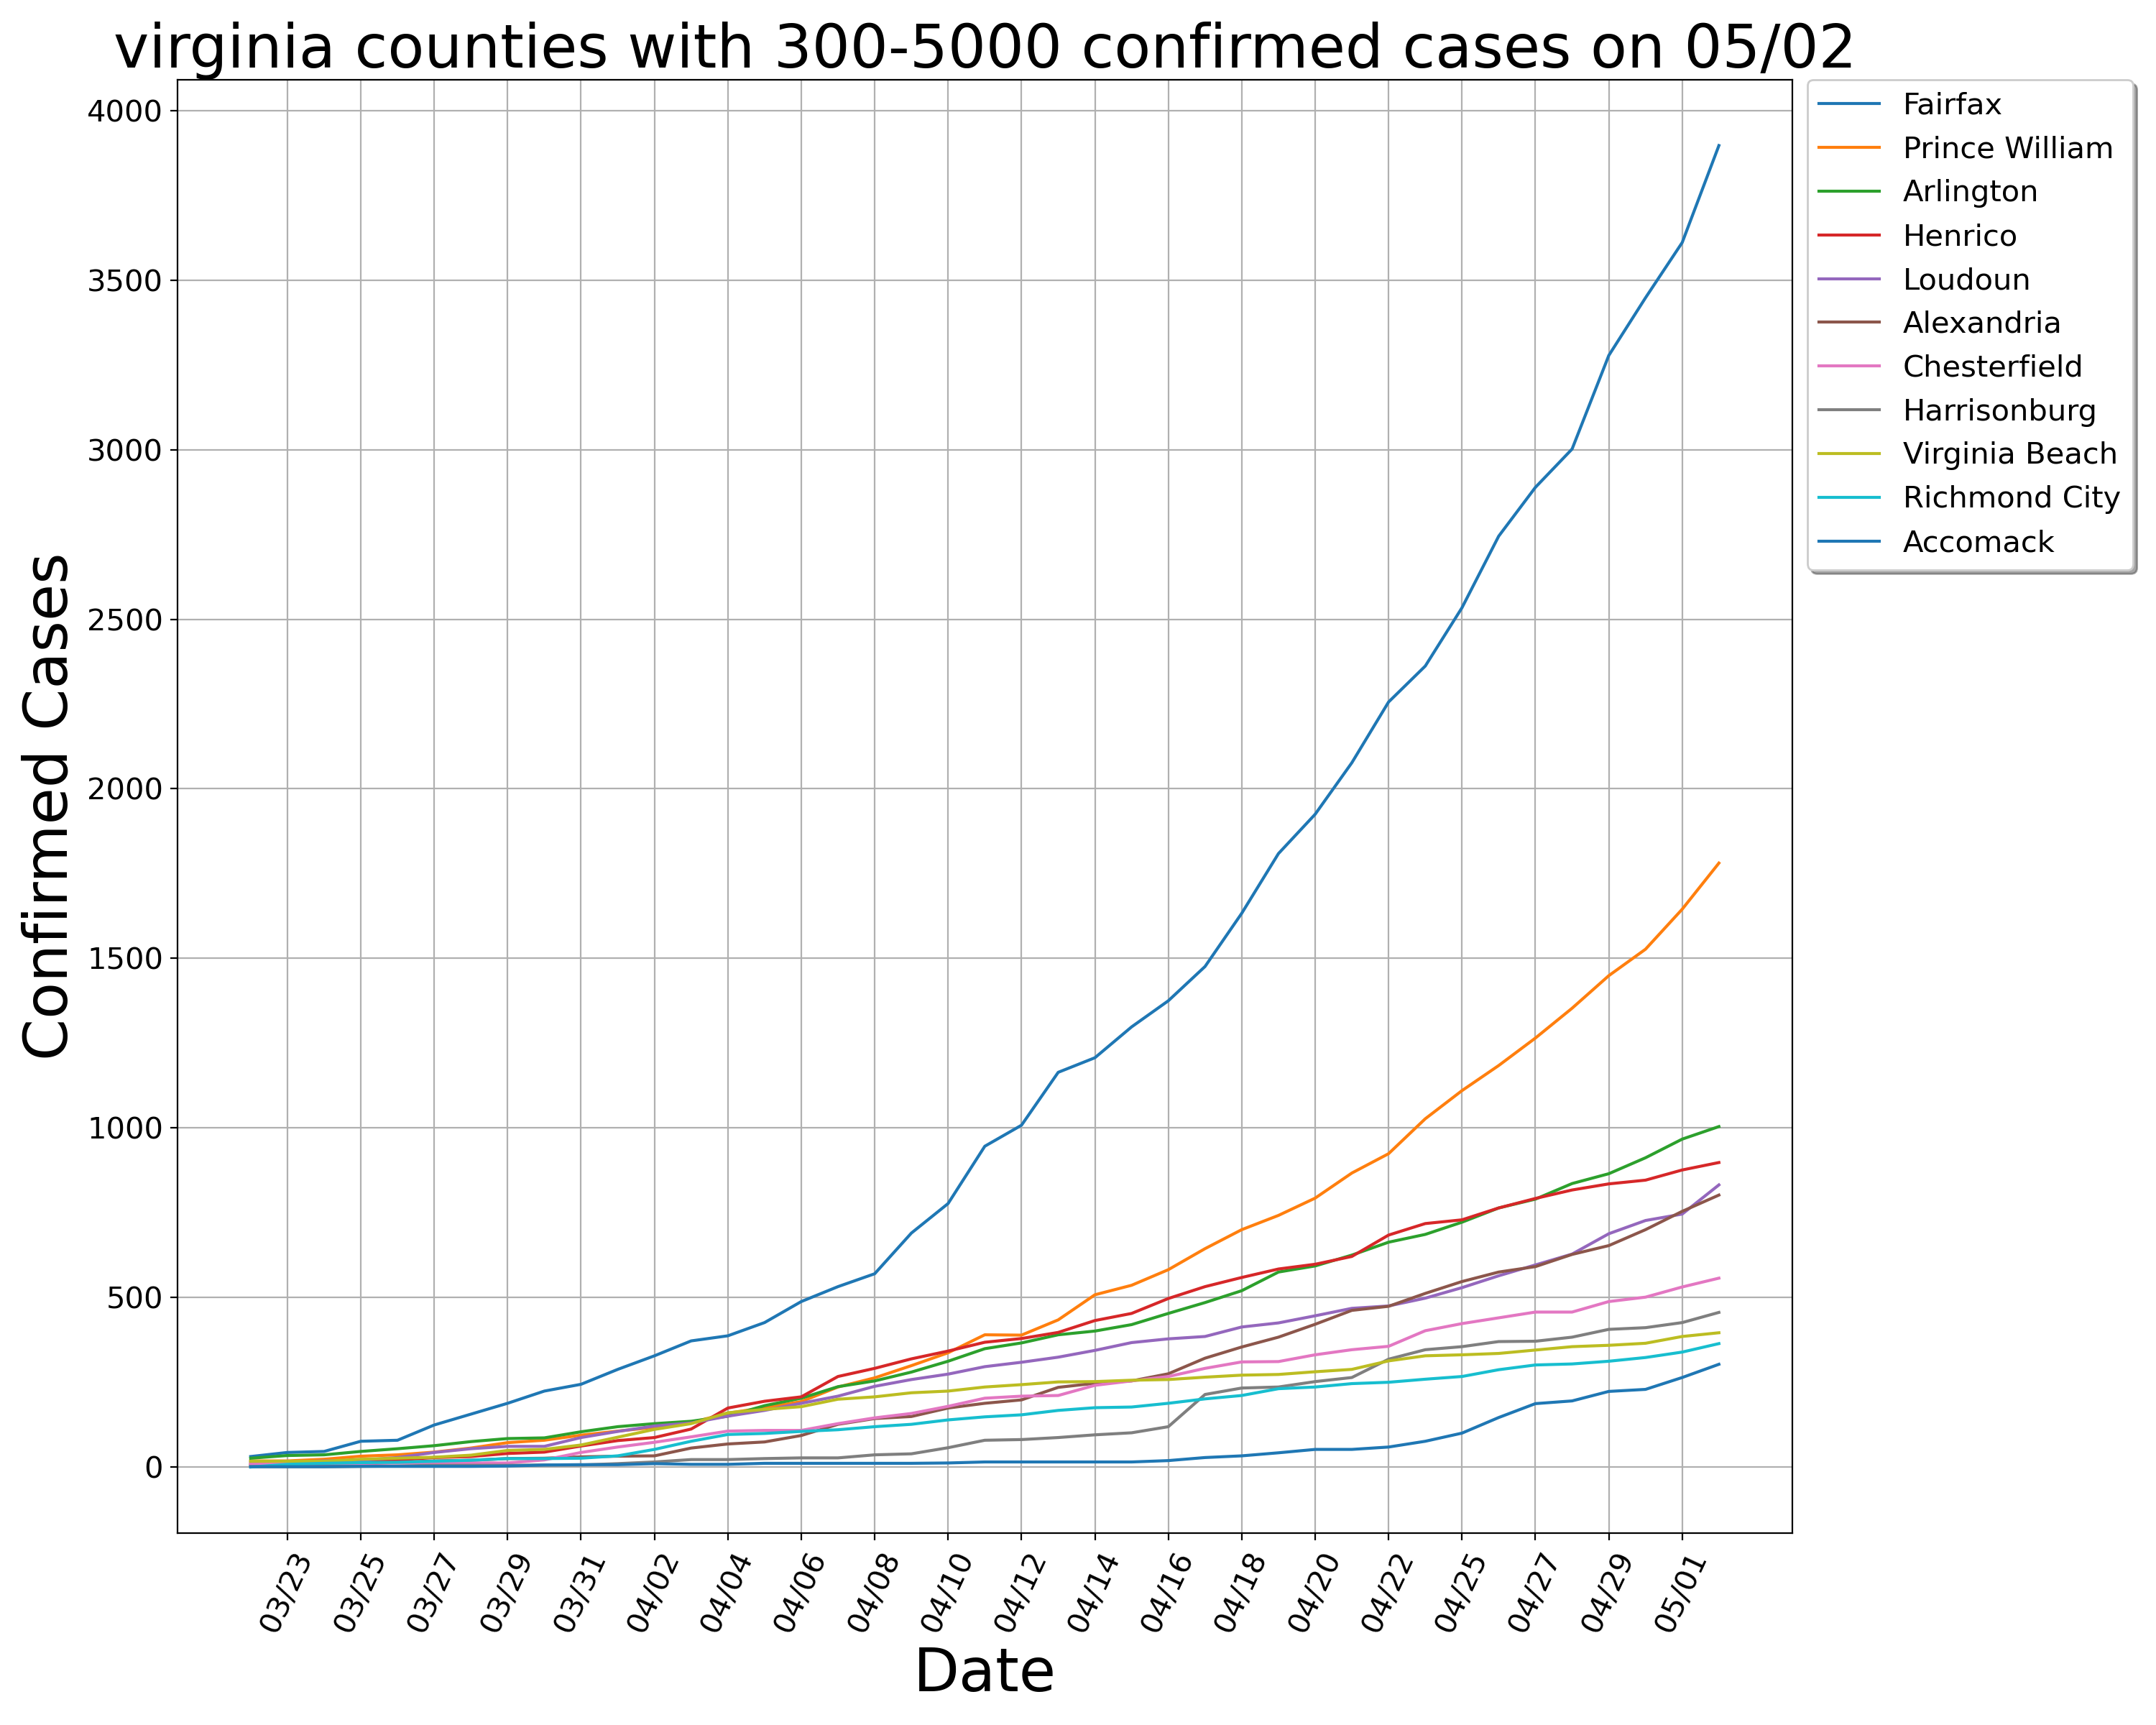 virginia counties with 300-5000 confirmed cases on 05/02
Fairfax
Prince William
Arlington
Henrico
Loudoun
Alexandria
Chesterfield
Harrisonburg
Virginia Beach
Richmond City
Accomack
Confirmed Cases
4000
3500
3000
2500
2000
1500
1000
500
0
03/23
03/25
03/27
03/29
03/31
04/02
04/04
04/06
04/08
04/10
04/12
04/14
04/16
04/18
04/20
04/22
04/25
04/27
04/29
05/01
Date